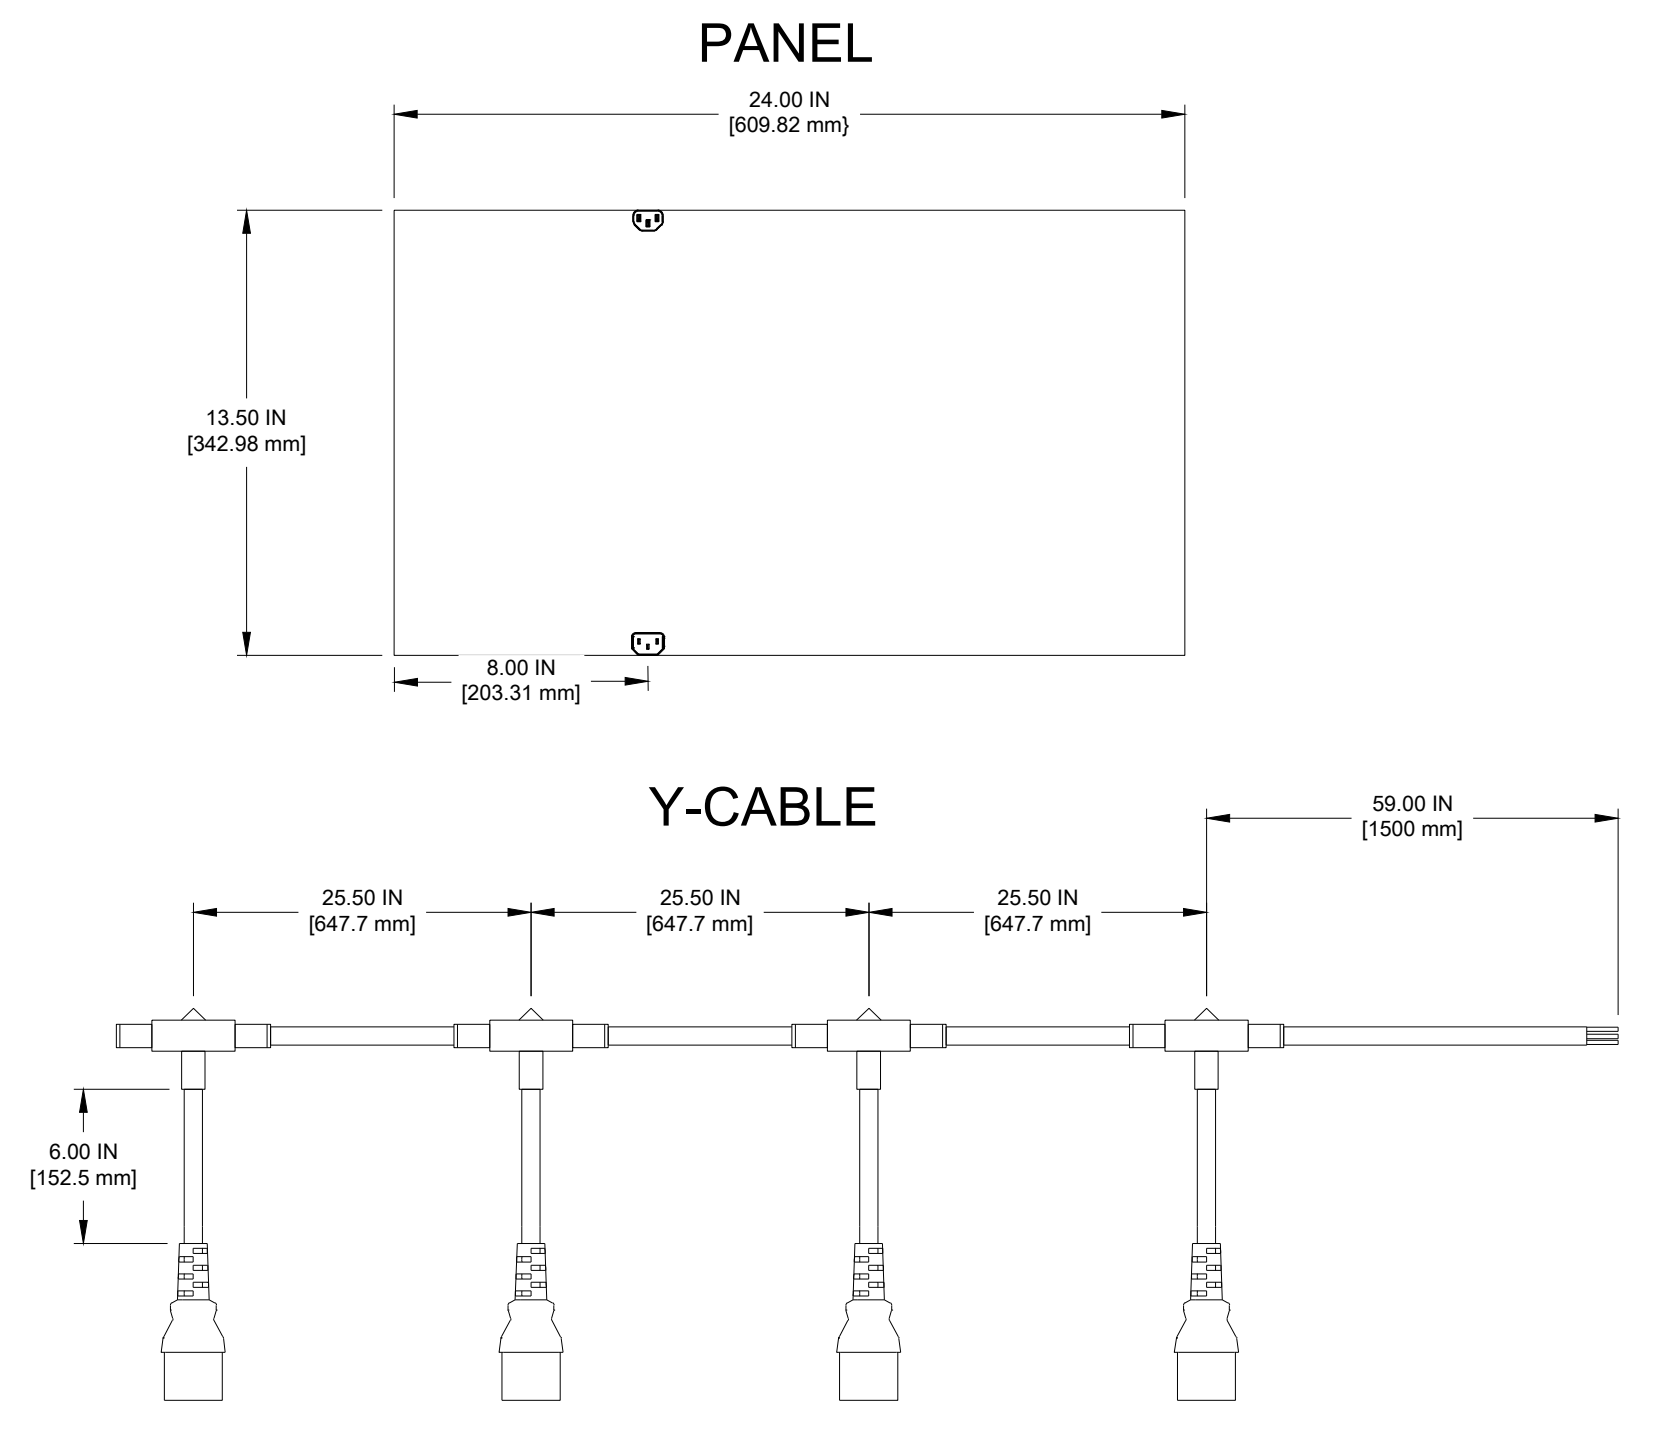 PANEL
24.00 IN
[609.82 mm}
13.50 IN
[342.98 mm]
8.00 IN
[203.31 mm]
Y-CABLE
59.00 IN
[1500 mm]
25.50 IN
[647.7 mm]
25.50 IN
[647.7 mm]
25.50 IN
[647.7 mm]
6.00 IN
[152.5 mm]